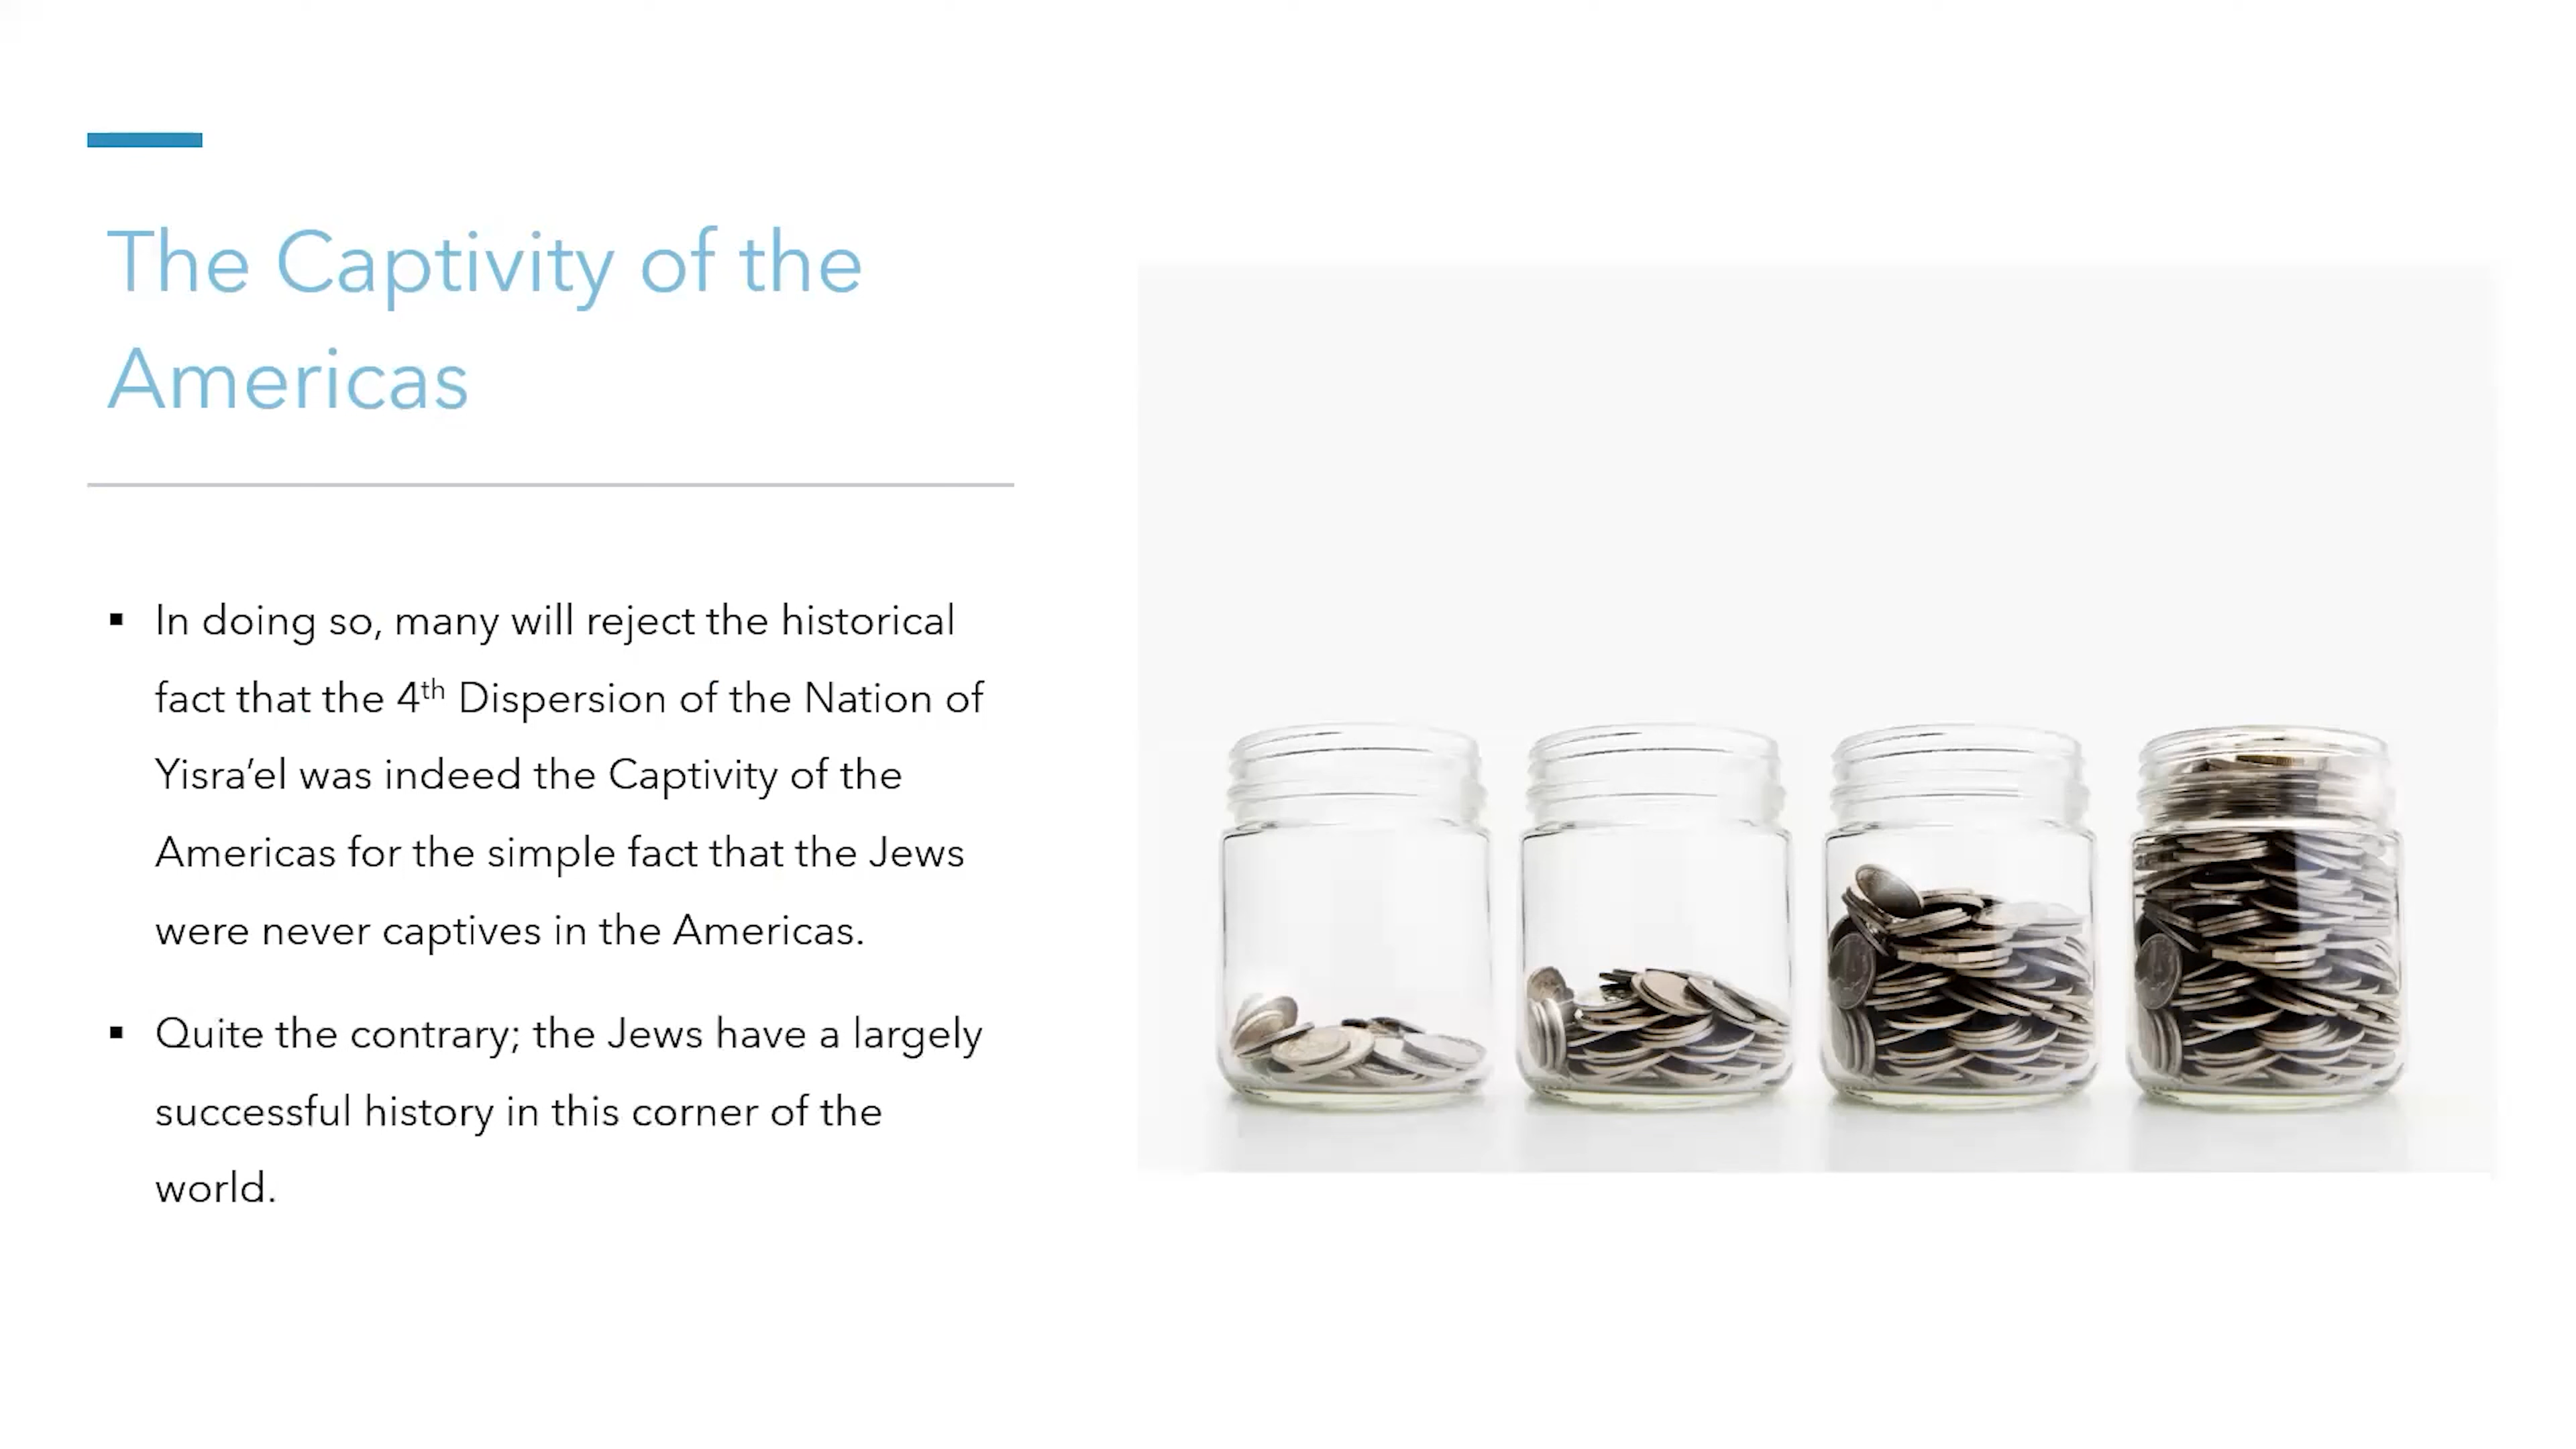 The Captivity of the
Americas
▪ In doing so, many will reject the historical
fact that the 4th Dispersion of the Nation of
Yisra’el was indeed the Captivity of the
Americas for the simple fact that the Jews
were never captives in the Americas.
▪ Quite the contrary; the Jews have a largely
successful history in this corner of the
world.